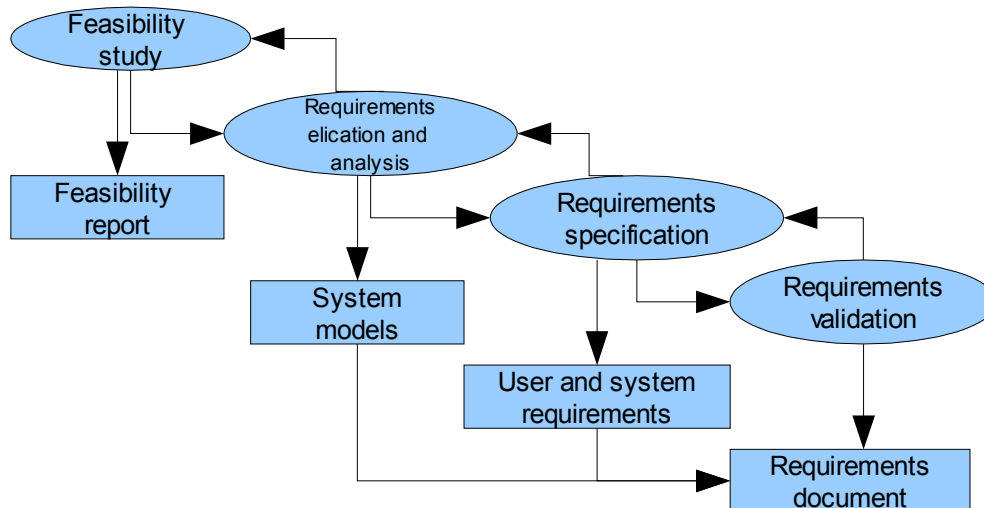 Feasibility
study
Requirements
elication and
analysis
Feasibility
report
Requirements
specification
System
models
Requirements
validation
User and system
requirements
Requirements
document